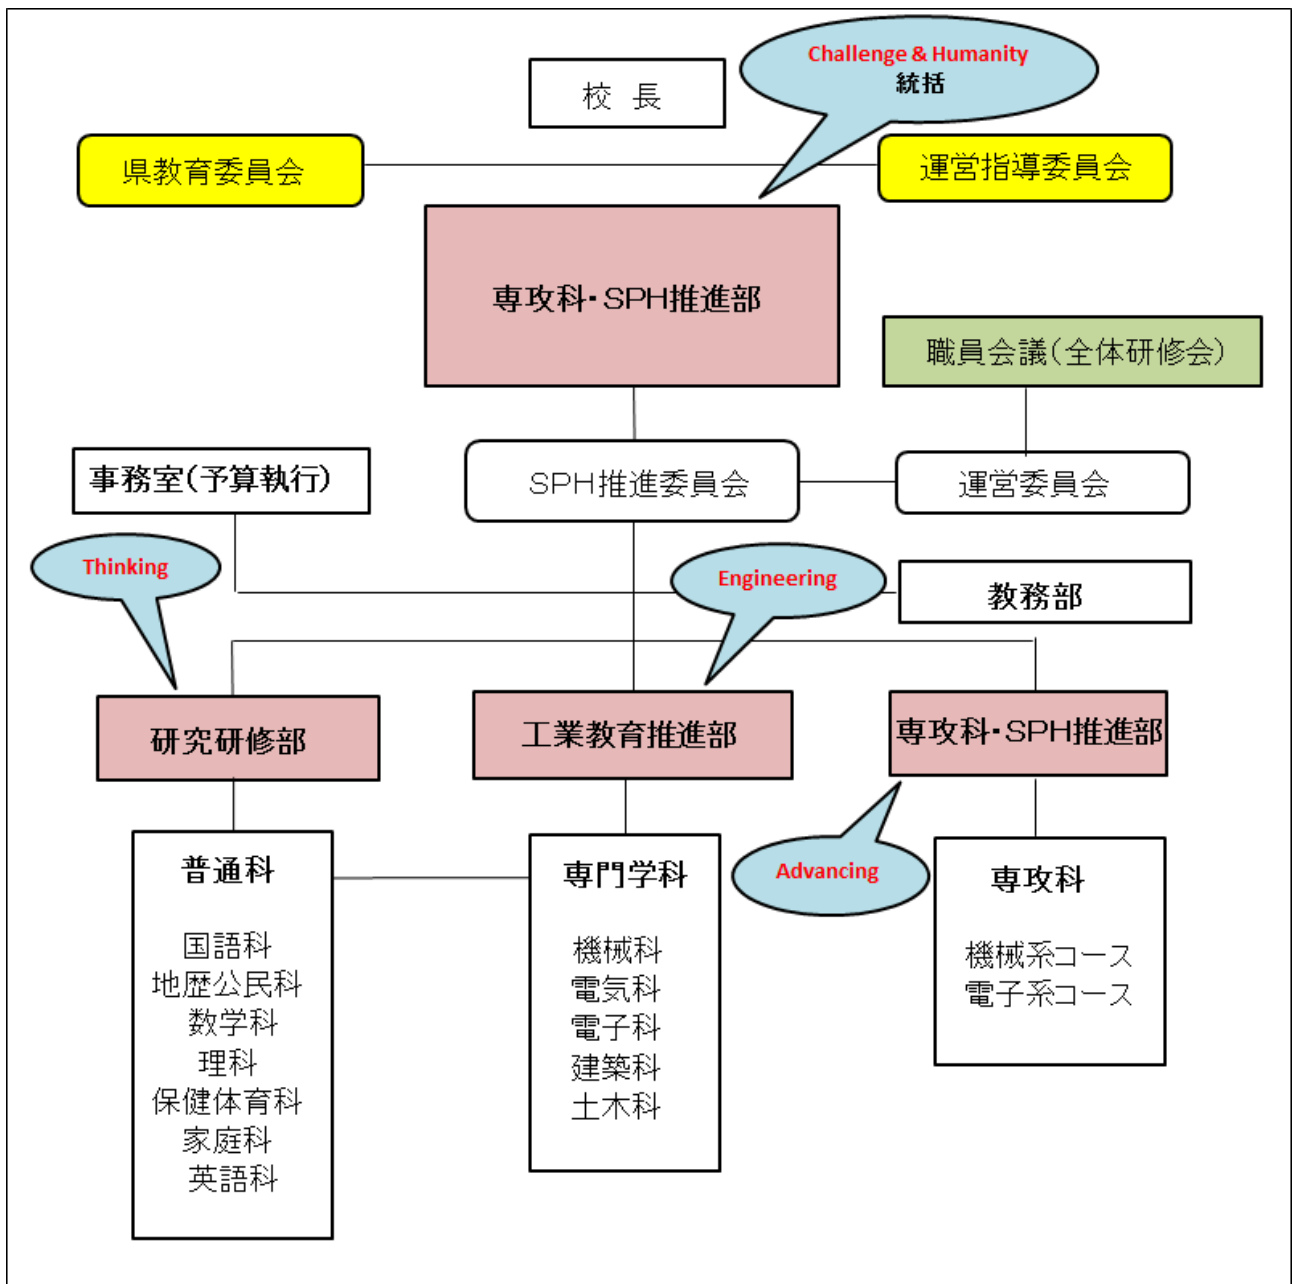 Challenge & Humanity
統括
校 長
県教育委員会
運営指導委員会
専攻科・SPH推進部
職員会議(全体研修会)
事務室(予算執行)
SPH推進委員会
運営委員会
Thinking
Engineering
教務部
研究研修部
工業教育推進部
専攻科・SPH推進部
Advancing
普通科
国語科
地歴公民科
数学科
理科
保健体育科
家庭科
英語科
専門学科
機械科
電気科
電子科
建築科
土木科
専攻科
機械系コース
電子系コース